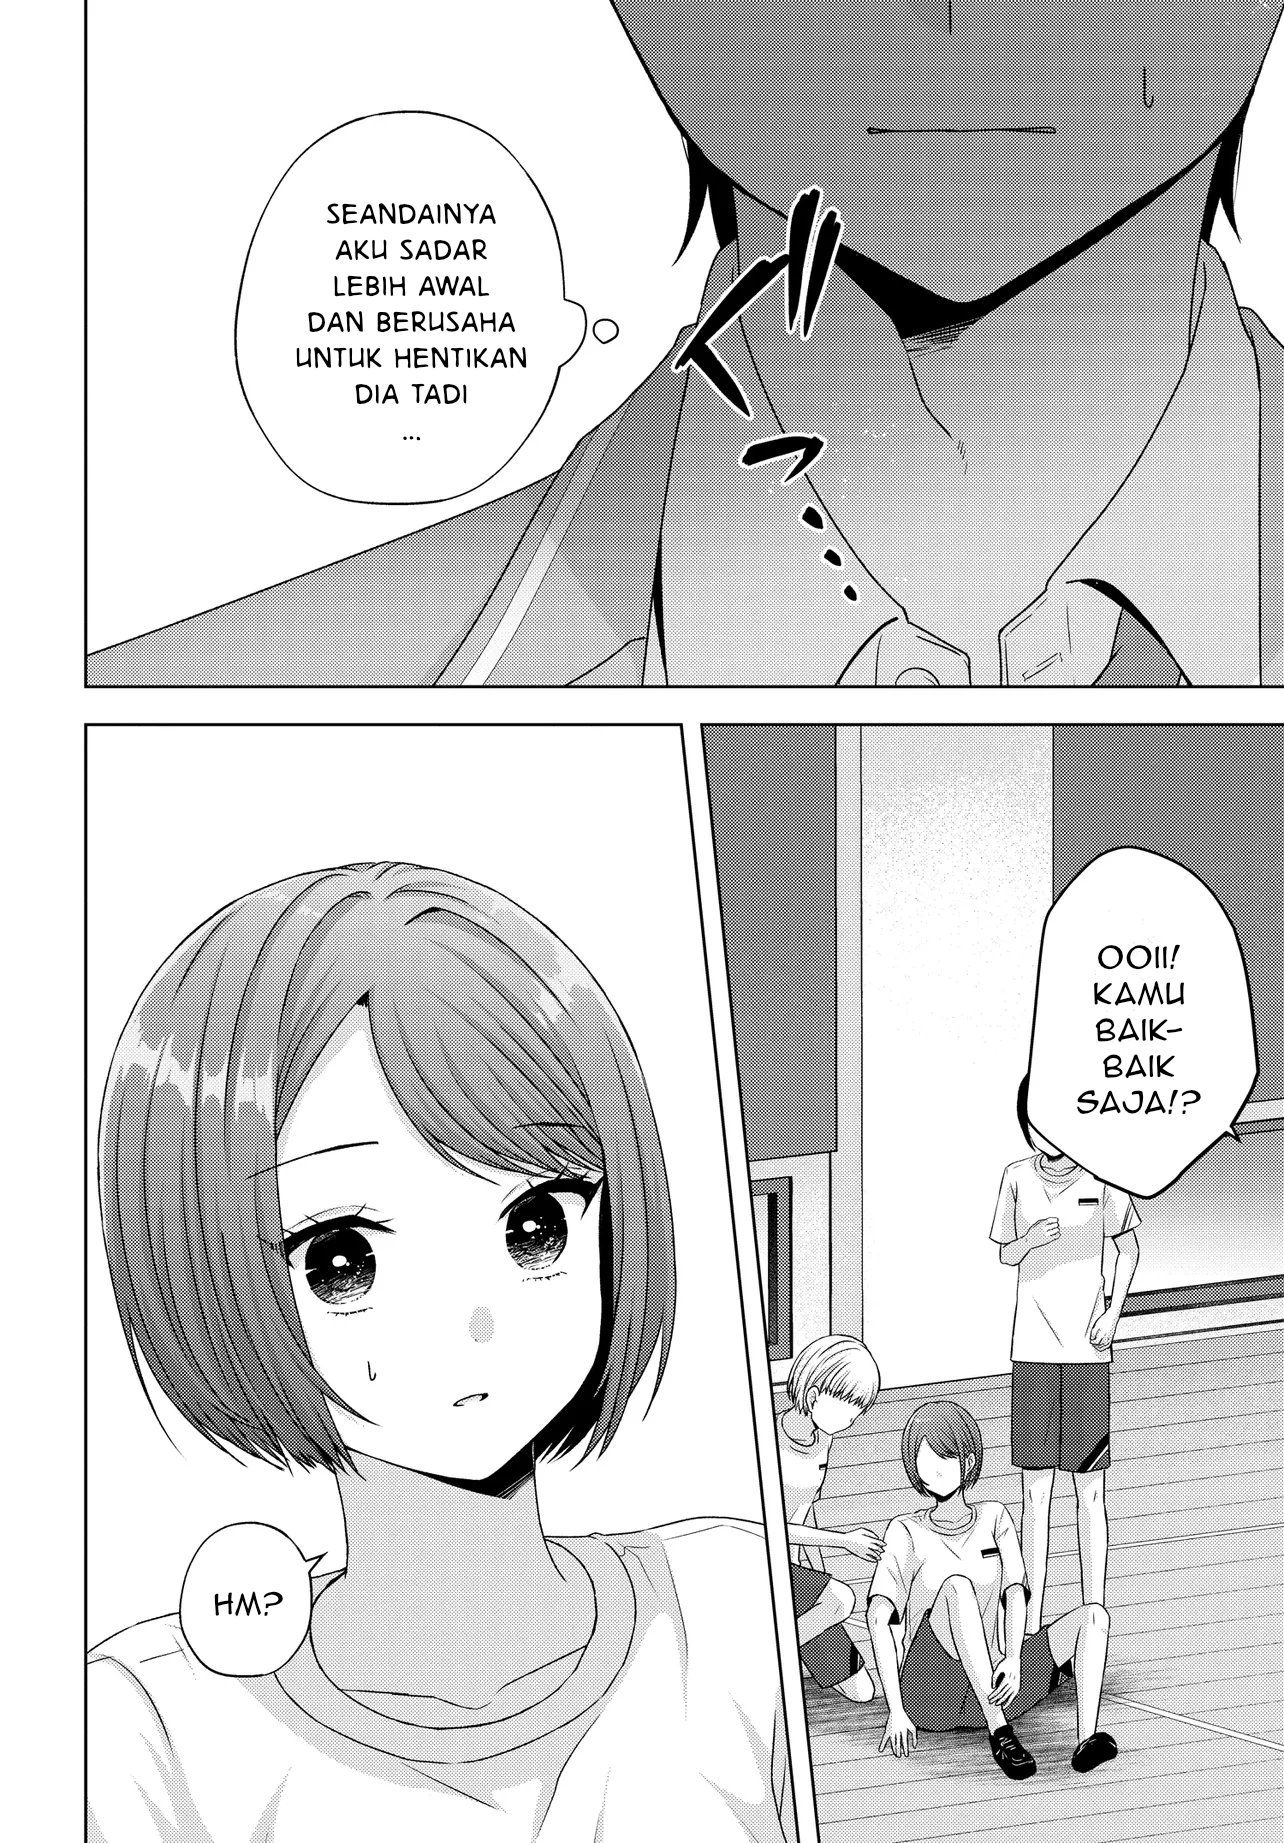 SEANDAINYA
AKU SADAR
LEBIH AWAL
DAN BERUSAHA
UNTUK HENTIKAN
DIA TADI
...
OOII!
KAMU
BAIK-
BAIK
SAJA!?
HM?